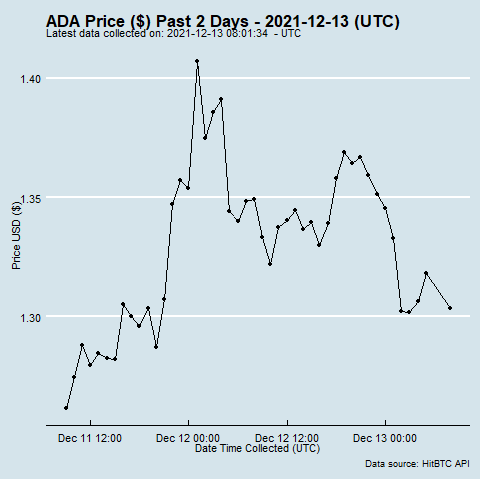 ADA Price ($) Past 2 Days - 2021-12-13 (UTC)
Latest data collected on: 2021-12-13 08:01:34 - UTC
1.40
1.35
1.30
Price USD ($)
Dec 11 12:00 Dec 12 00:00 Dec 12 12:00 Dec 13 00:00
Date Time Collected (UTC)
Data source: HitBTC API